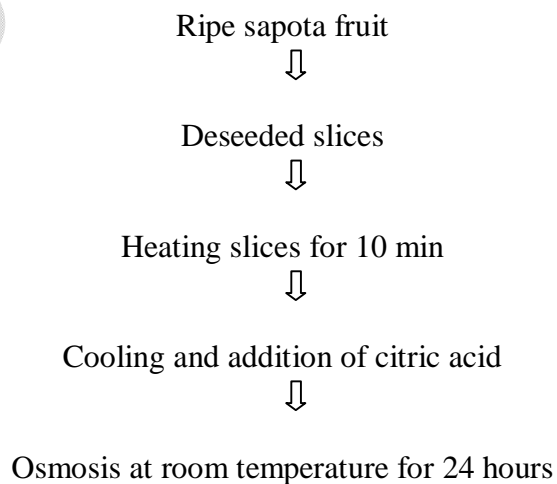 Ripe sapota fruit
⇩
Deseeded slices
⇩
Heating slices for 10 min
⇩
Cooling and addition of citric acid
⇩
Osmosis at room temperature for 24 hours